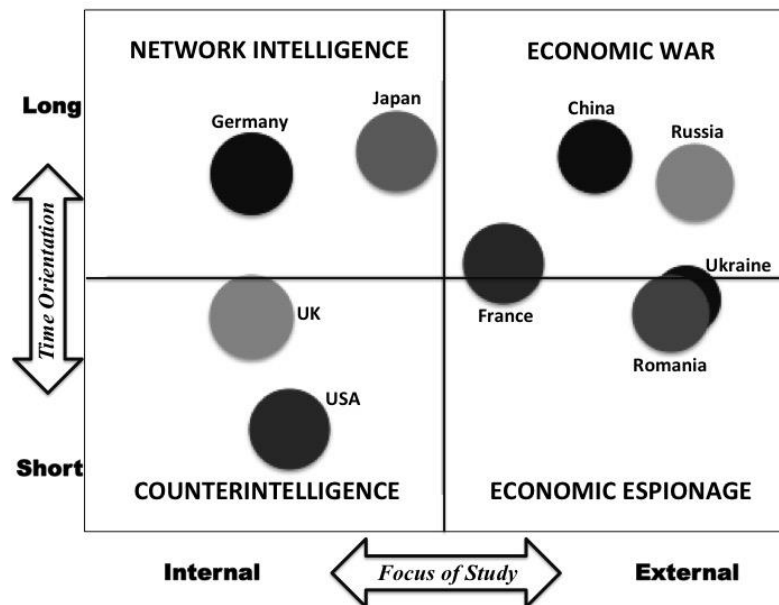 NETWORK INTELLIGENCE
ECONOMIC WAR
Long
Japan
China
Germany
Russia
Time Orientation
Ukraine
UK
France
Romania
USA
Short
COUNTERINTELLIGENCE
ECONOMIC ESPIONAGE
Internal
Focus of Study
External